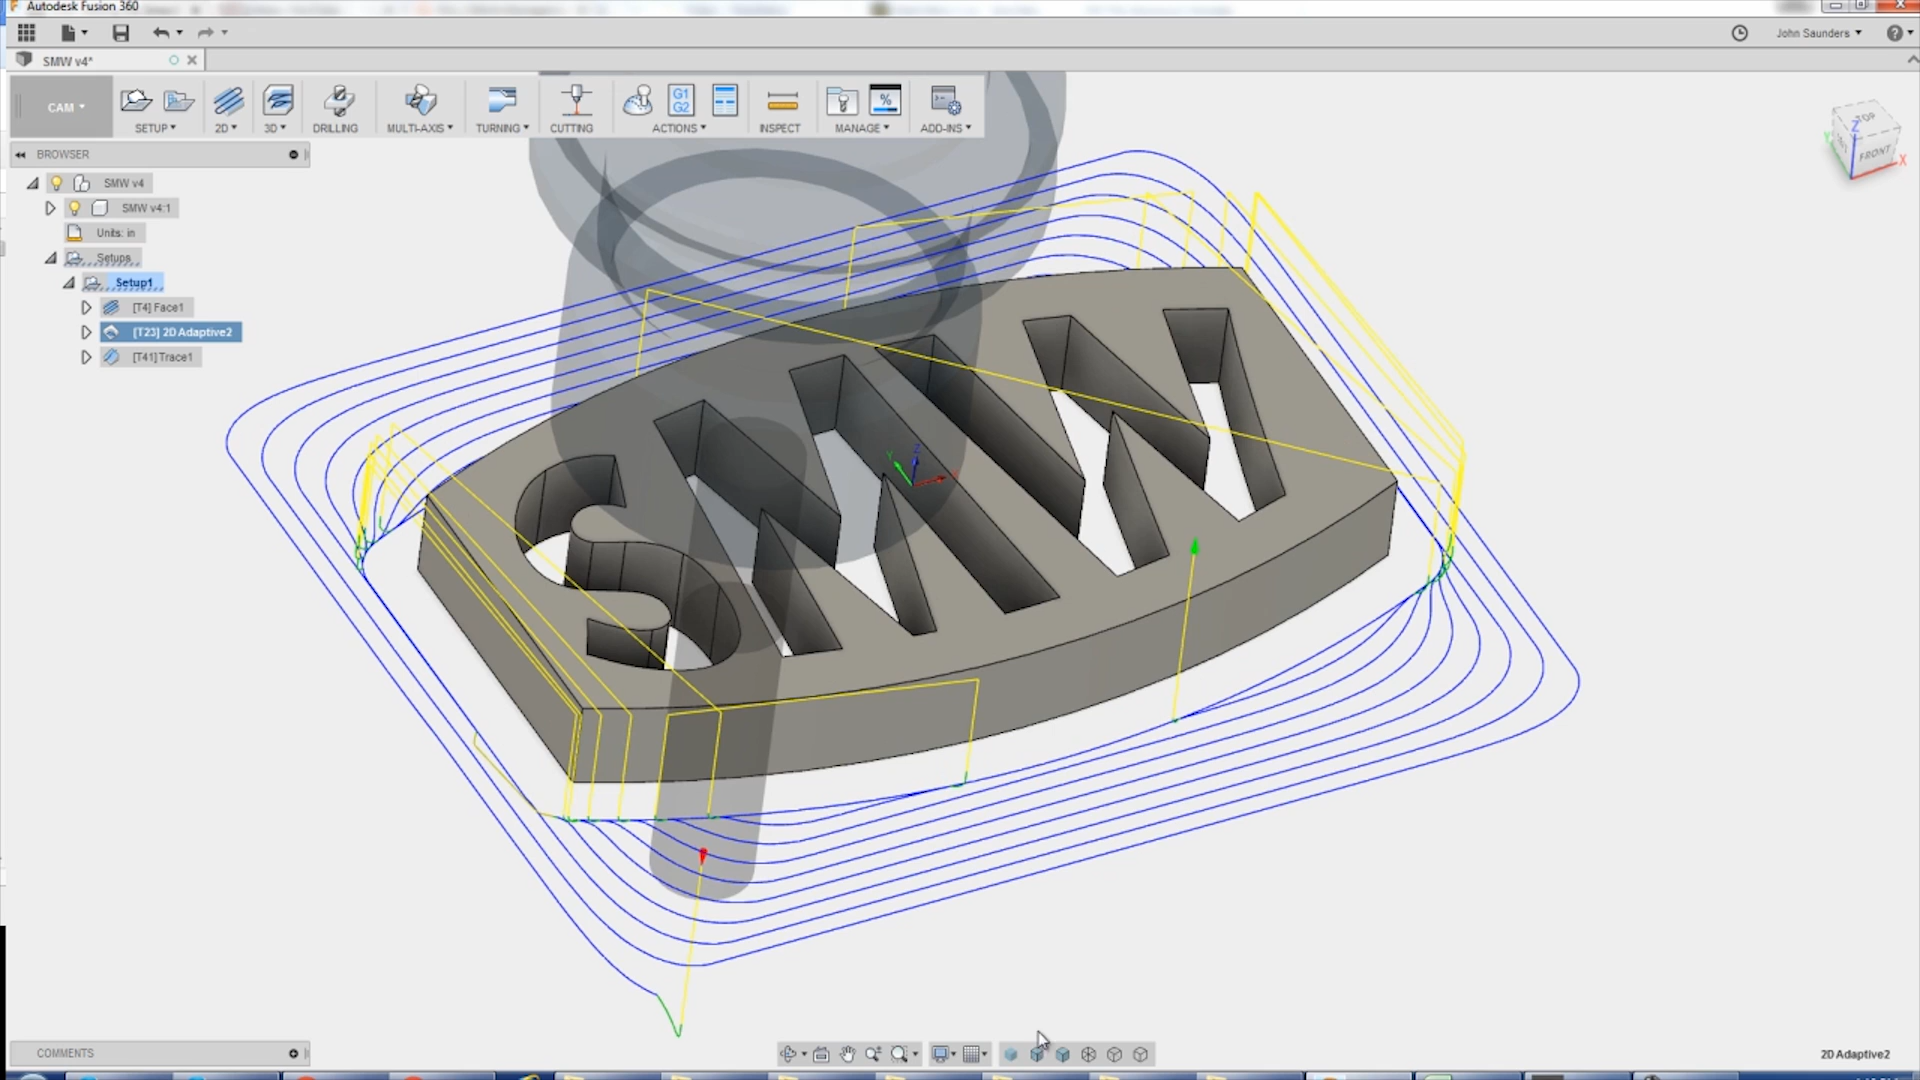 Autodesk Fusion 360
John Saunders
SMW v4*
CAM
G1
G2
%
SETUP
2D
3D
DRILLING
MULTI-AXIS
TURNING
CUTTING
ACTIONS
INSPECT
MANAGE
ADD-INS
BROWSER
SMW v4
SMW v4:1
Units: in
Setups
Setup1
[T4] Face1
[T23] 2D Adaptive2
[T41] Trace1
TOP
FRONT
Z
X
Y
SMW
COMMENTS
2D Adaptive2